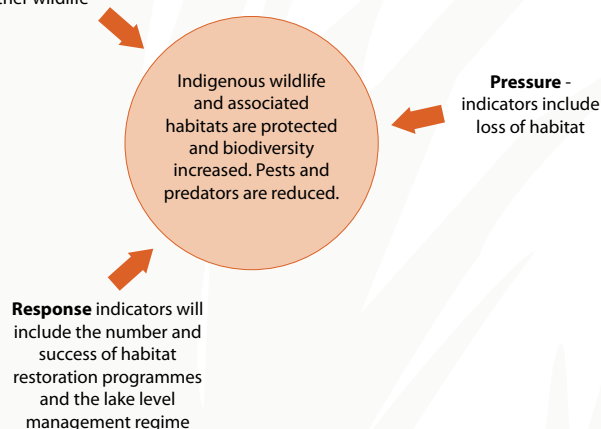 wildlife
Indigenous wildlife
and associated
habitats are protected
and biodiversity
increased. Pests and
predators are reduced.
Pressure -
indicators include
loss of habitat
Response indicators will
include the number and
success of habitat
restoration programmes
and the lake level
management regime